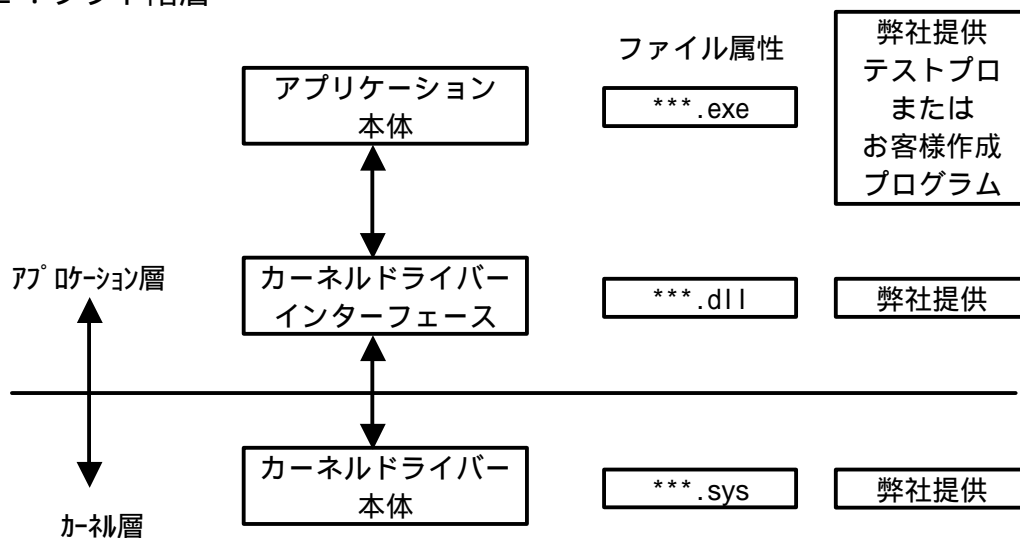 ファイル属性
アプリケーション
本体
***.exe
弊社提供
テストプロ
または
お客様作成
プログラム
ｱﾌﾟﾛｹｰｼｮﾝ層
カーネルドライバー
インターフェース
***.dll
弊社提供
カーネルドライバー
本体
***.sys
弊社提供
ｶｰﾈﾙ層